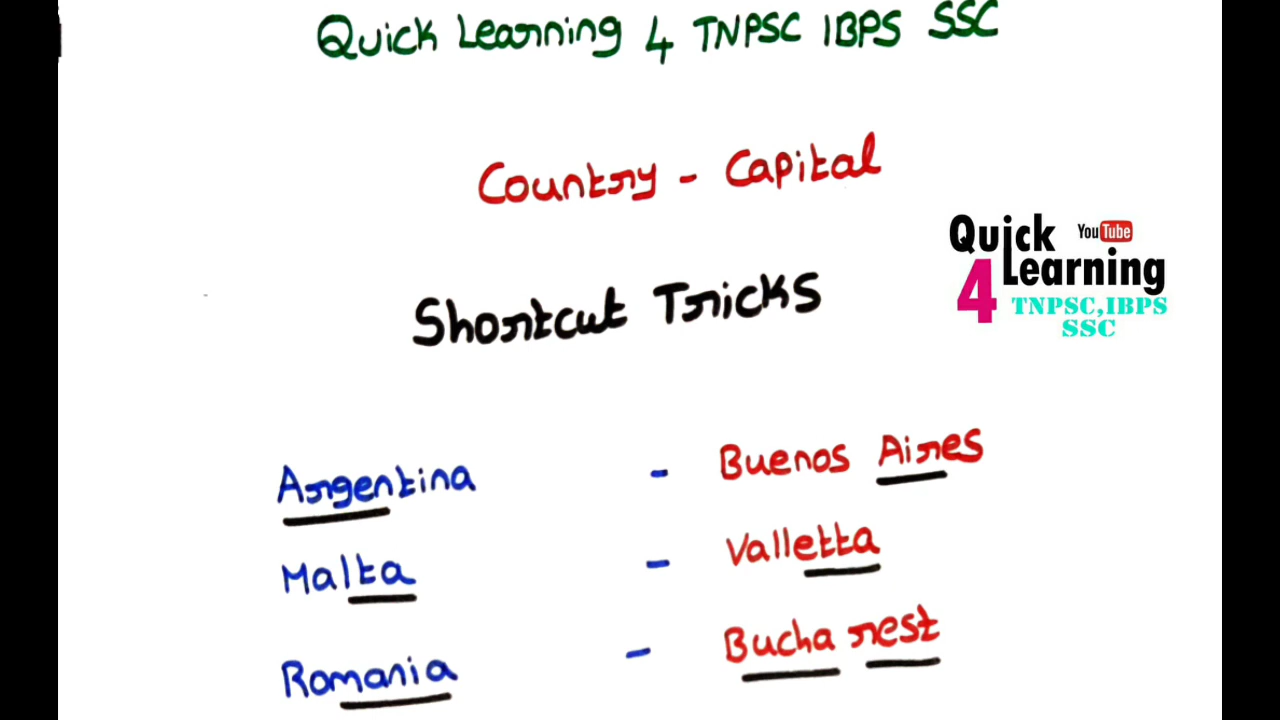 Quick Learning 4 TNPSC IBPS SSC
Country - Capital
Quick YouTube
4 Learning
TNPSC,IBPS
SSC
Shortcut Tricks
Argentina - Buenos Aires
Malta - Valletta
Romania - Bucharest